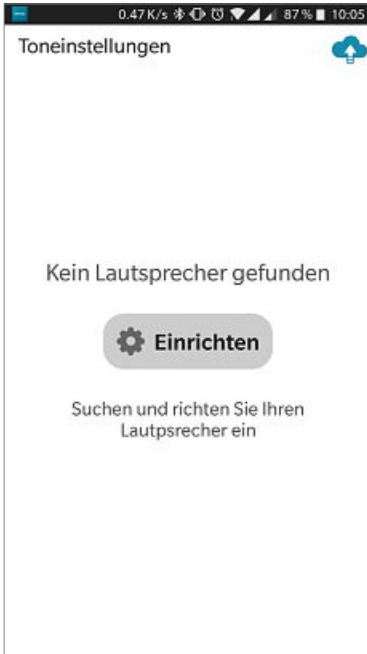 0.47 K/s 87 % 10:05
Toneinstellungen
Kein Lautsprecher gefunden
Einrichten
Suchen und richten Sie Ihren
Lautpsrecher ein